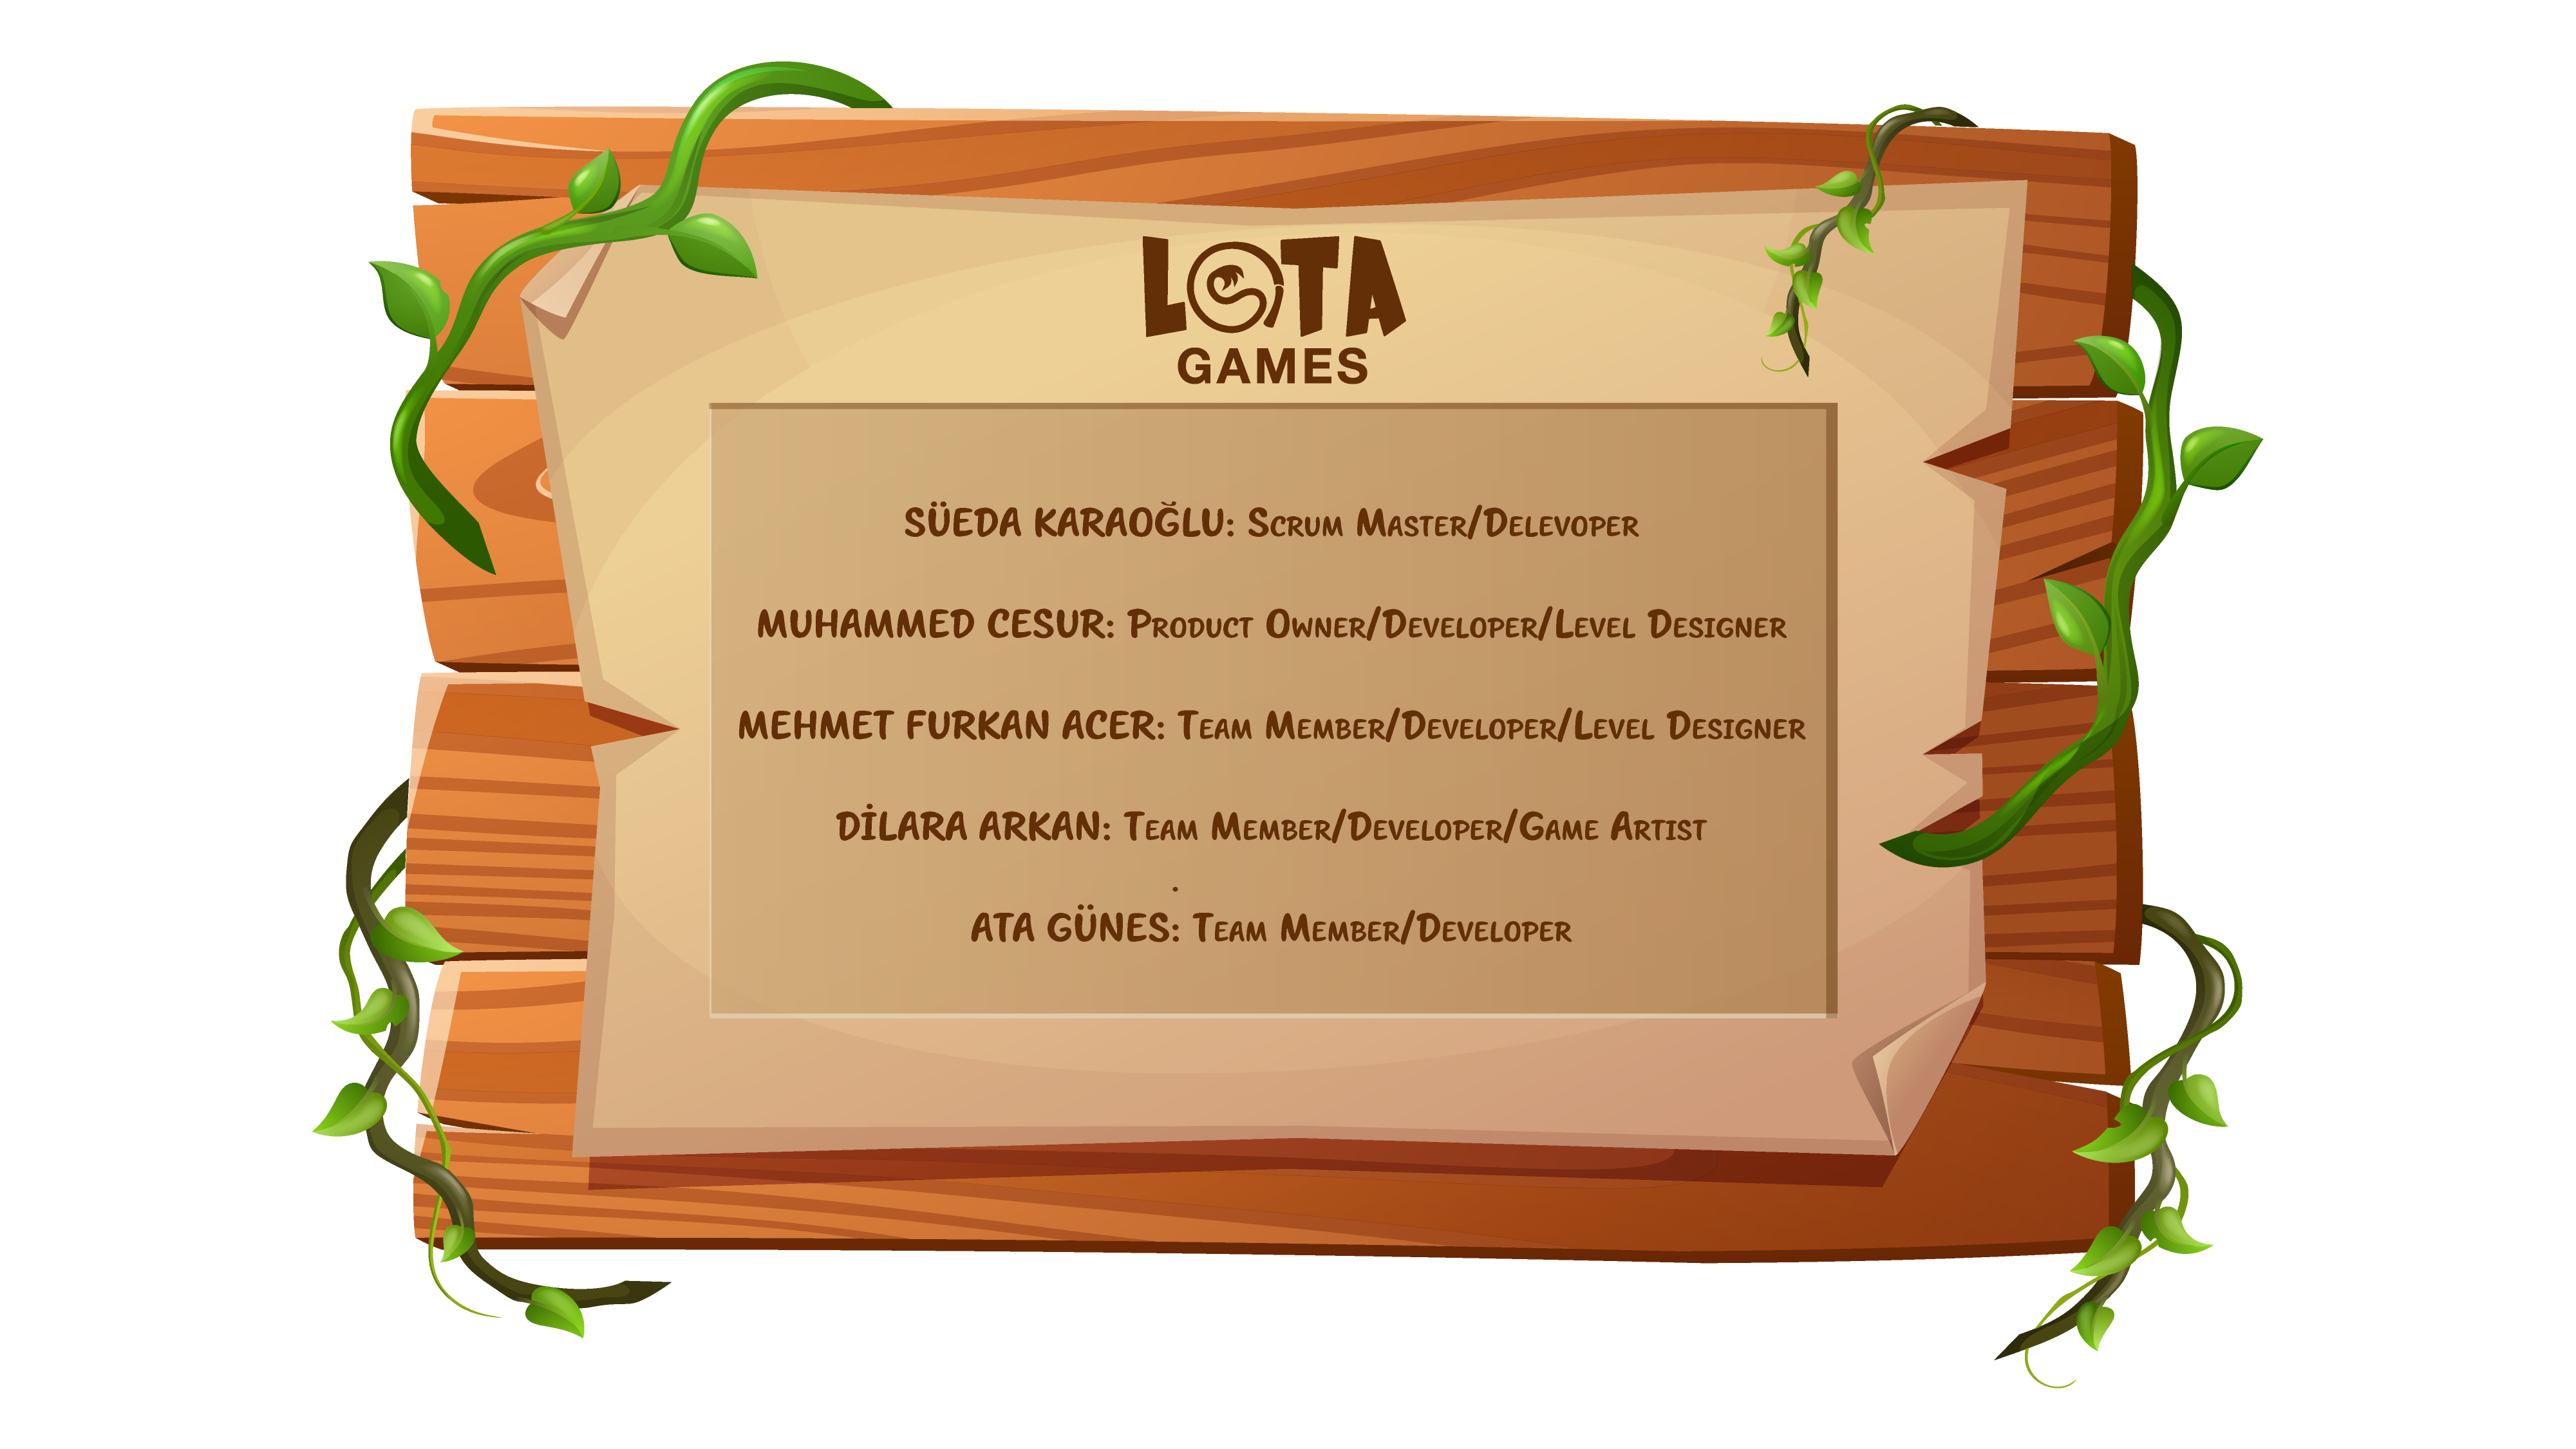 LOTA
GAMES
SÜEDA KARAOĞLU: Scrum Master/Delevoper
MUHAMMED CESUR: Product Owner/Developer/Level Designer
MEHMET FURKAN ACER: Team Member/Developer/Level Designer
DİLARA ARKAN: Team Member/Developer/Game Artist
.
ATA GÜNES: Team Member/Developer